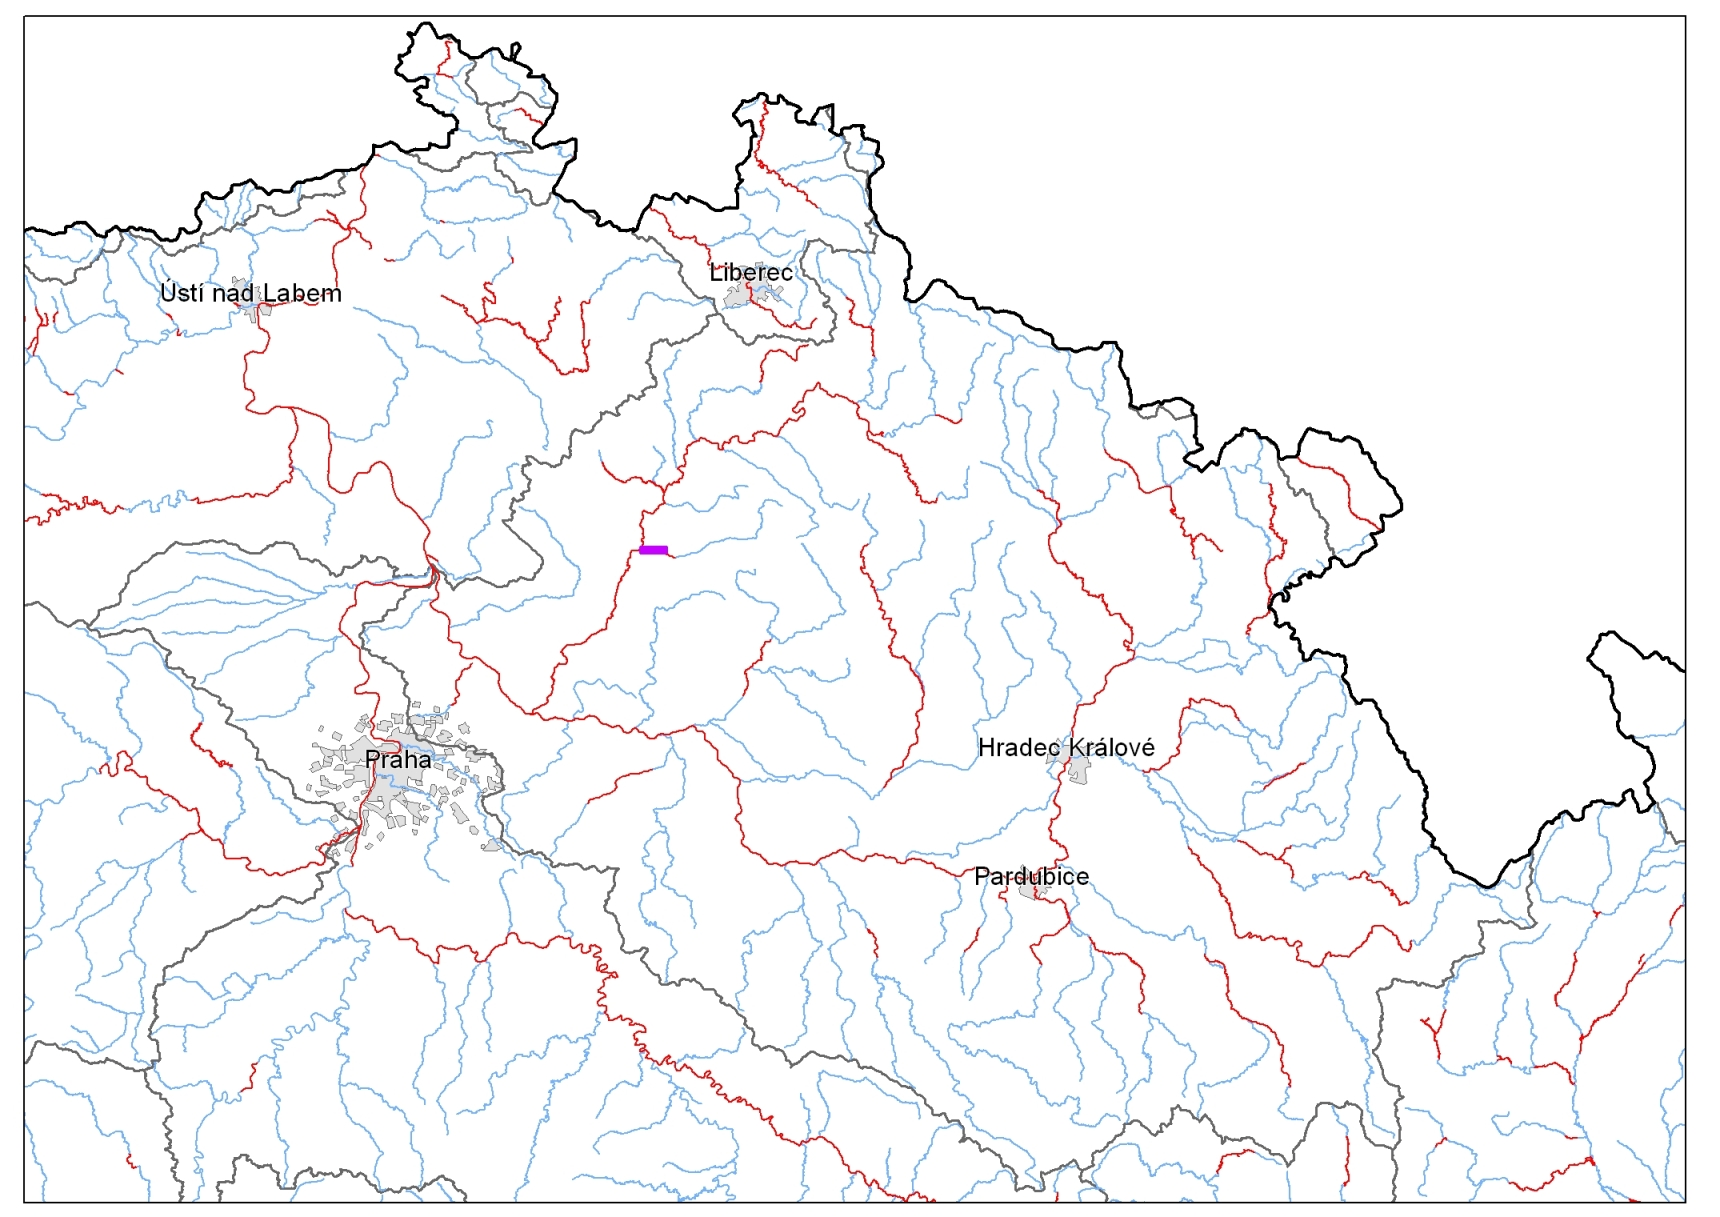 Liberec
Ústí nad Labem
Hradec Králové
Praha
Pardubice